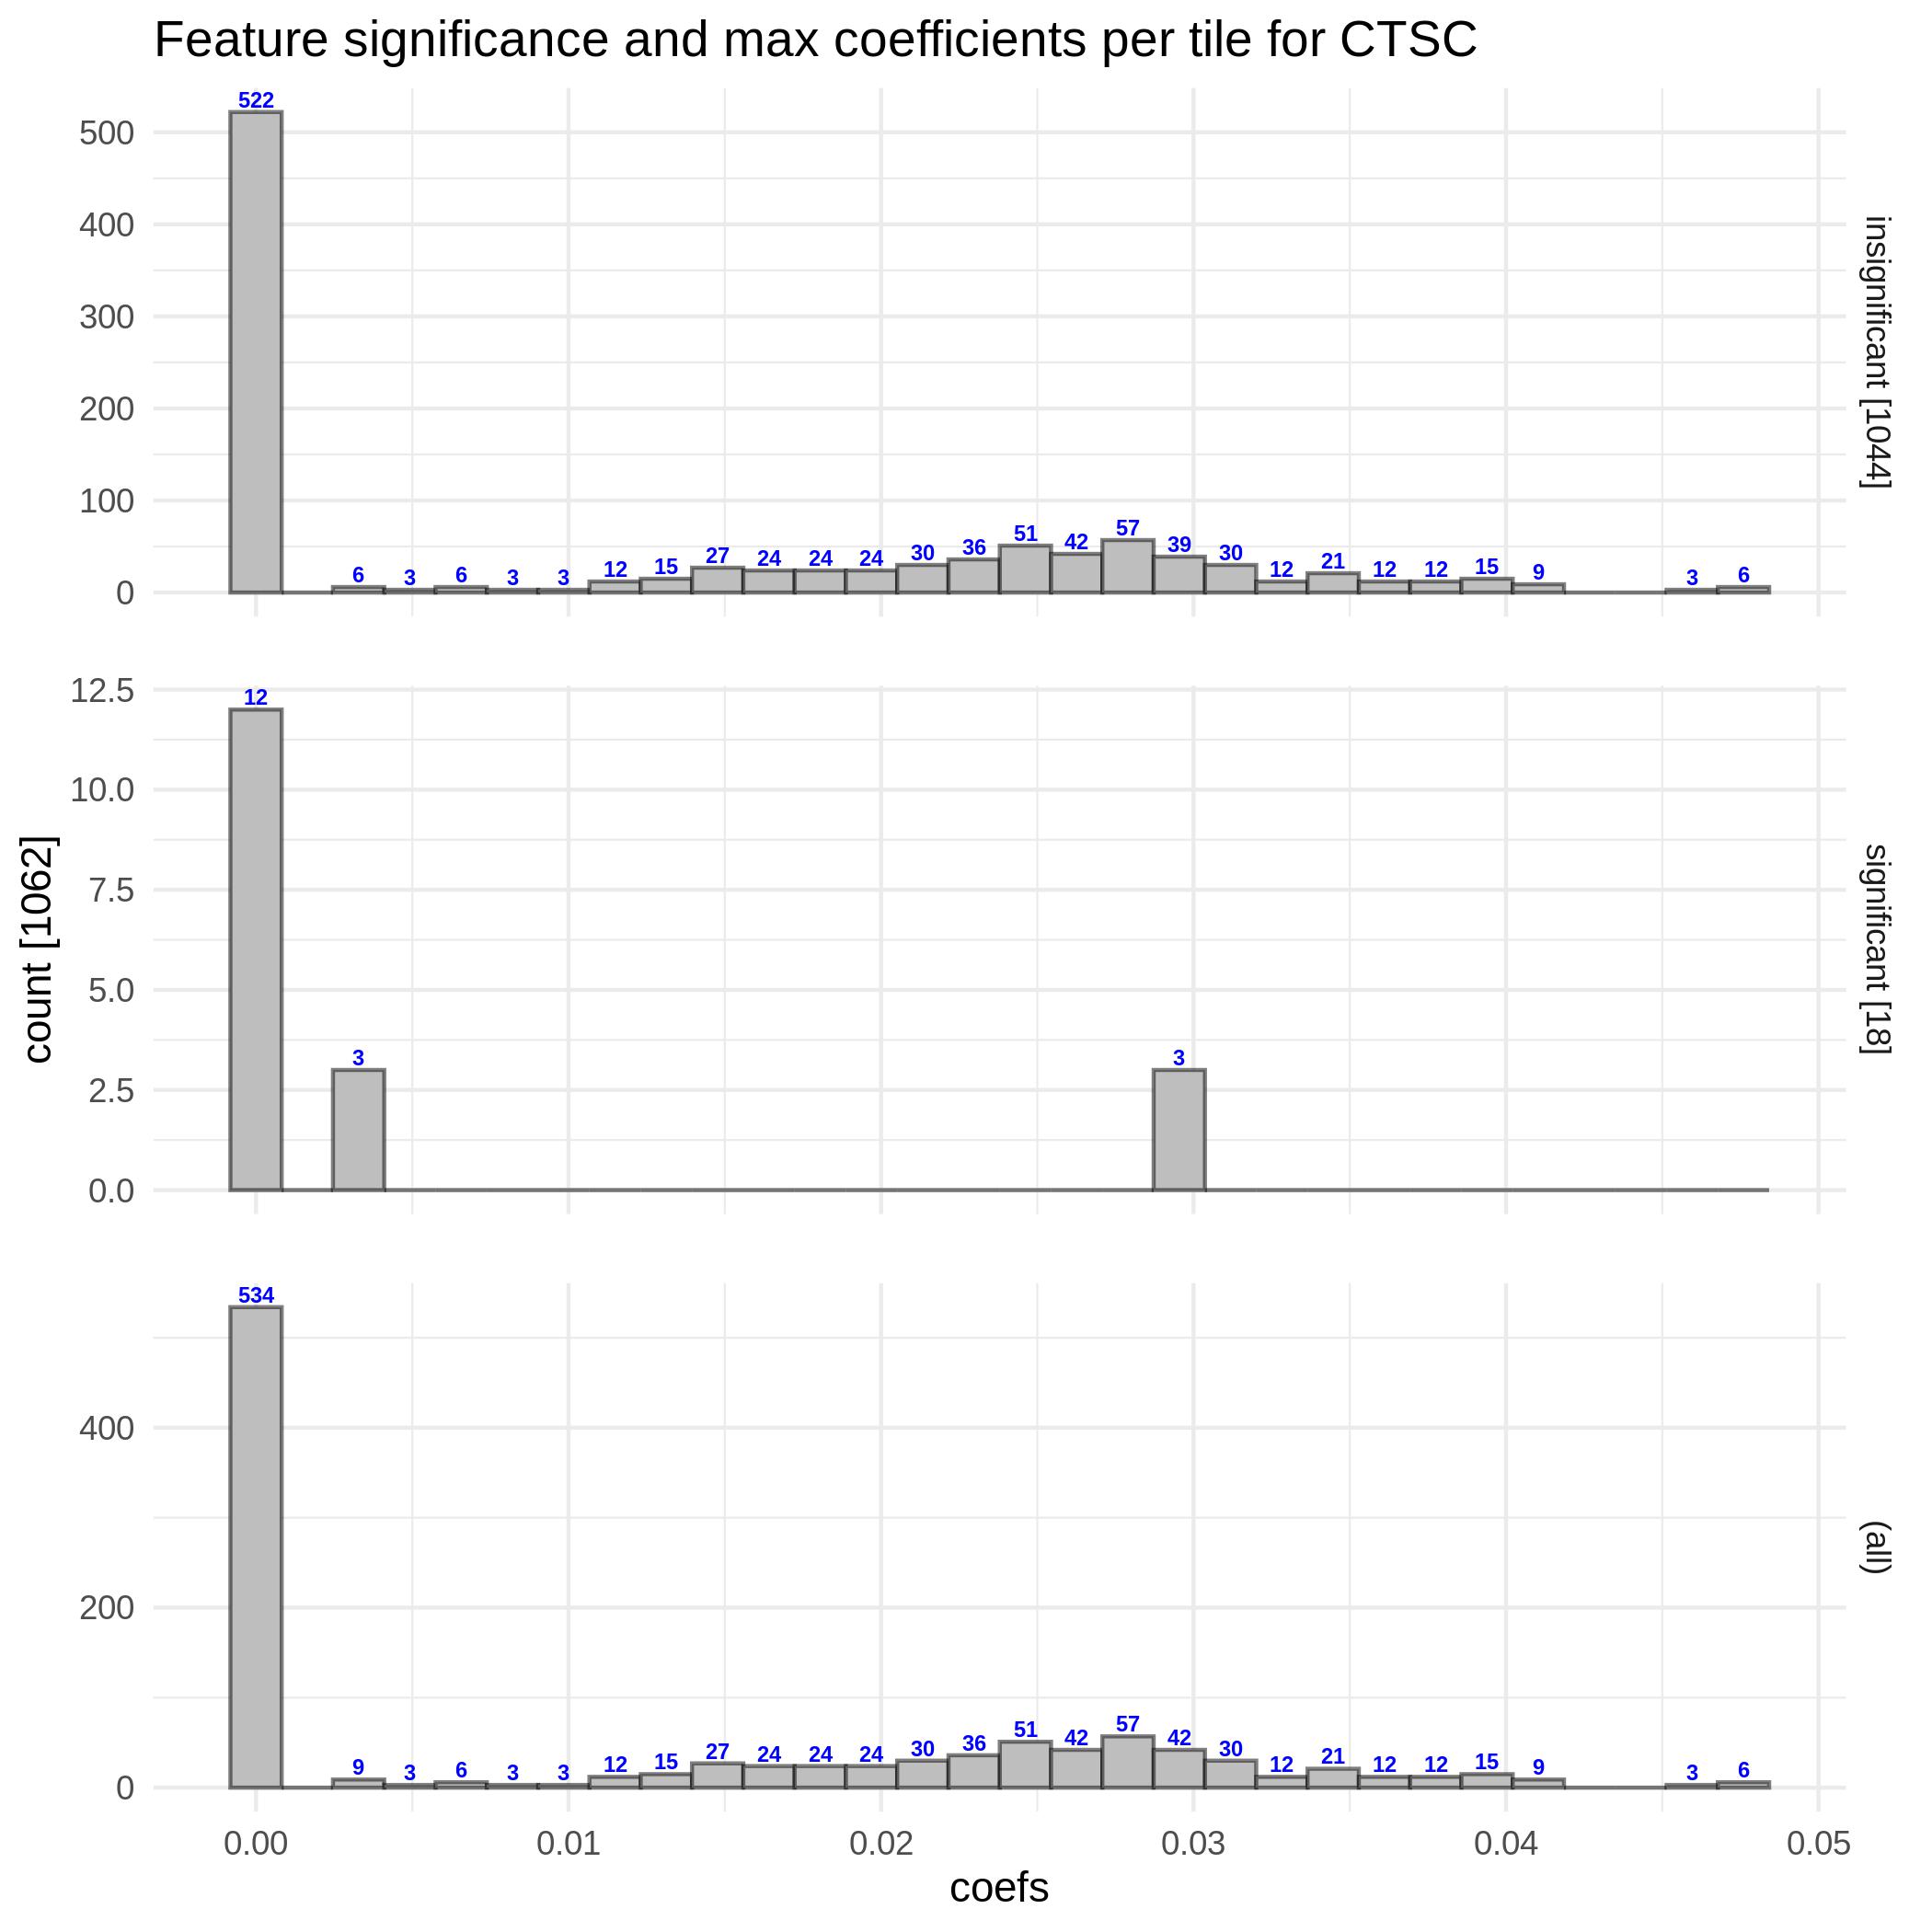 Feature significance and max coefficients per tile for CTSC
522
500
400
300
200
100
0
6 3 6 3 3 12 15 27 24 24 24 30 36 51 42 57 39 30 12 21 12 12 15 9 3 6
insignificant [1044]
count [1062]
12.5
10.0
7.5
5.0
2.5
0.0
12 3 3
significant [18]
534
400
200
0
9 3 6 3 3 12 15 27 24 24 24 30 36 51 42 57 42 30 12 21 12 12 15 9 3 6
(all)
0.00 0.01 0.02 0.03 0.04 0.05
coefs